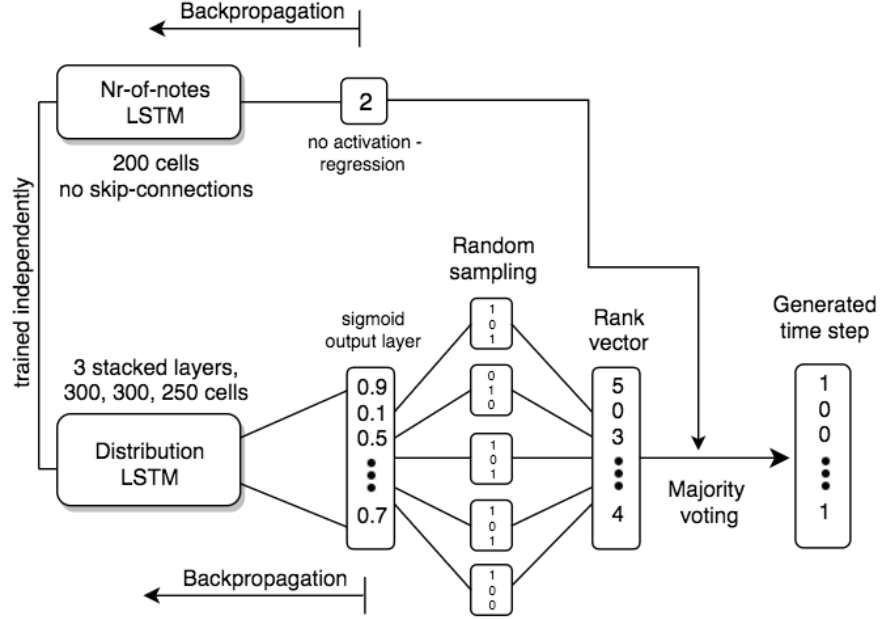 Backpropagation
Nr-of-notes
LSTM
2
no activation -
regression
200 cells
no skip-connections
trained independently
Random
sampling
1
0
1
0
1
0
1
0
1
1
0
1
1
0
0
sigmoid
output layer
0.9
0.1
0.5
0.7
3 stacked layers,
300, 300, 250 cells
Distribution
LSTM
Rank
vector
5
0
3
4
Majority
voting
Generated
time step
1
0
0
1
Backpropagation